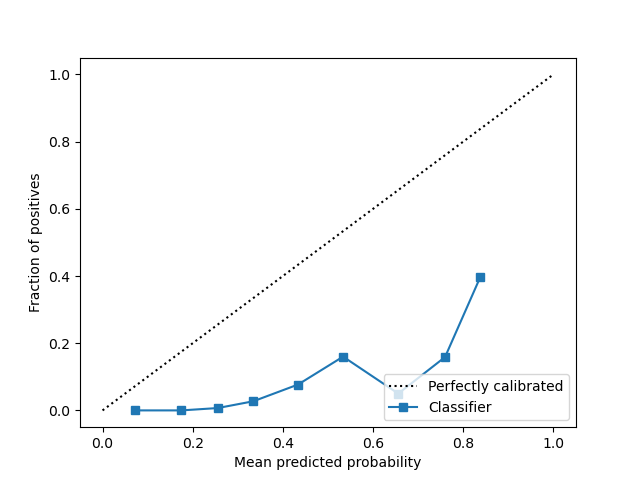 1.0
0.8
0.6
0.4
0.2
0.0
Fraction of positives
Perfectly calibrated
Classifier
0.0 0.2 0.4 0.6 0.8 1.0
Mean predicted probability